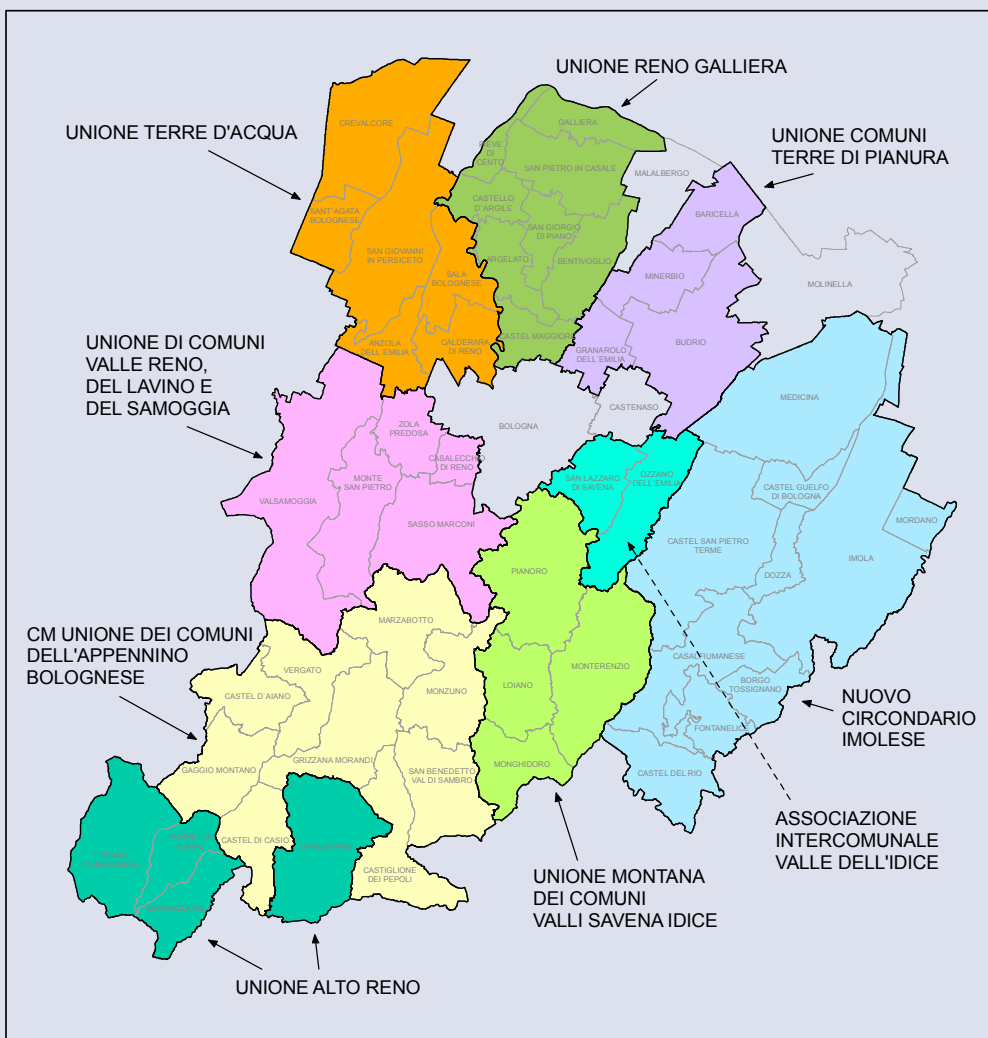 UNIONE RENO GALLIERA
UNIONE TERRE D'ACQUA
UNIONE COMUNI
TERRE DI PIANURA
CREVALCORE
GALLIERA
PIEVE
DI
CENTO
SAN PIETRO IN CASALE
MALALBERGO
CASTELLO
D'ARGILE
SANT'AGATA
BOLOGNESE
BARICELLA
SAN GIORGIO
DI PIANO
SAN GIOVANNI
IN PERSICETO
ARGELATO
BENTIVOGLIO
SALA
BOLOGNESE
MINERBIO
MOLINELLA
CASTEL MAGGIORE
ANZOLA
DELL'EMILIA
CALDERARA
DI RENO
GRANAROLO
DELL'EMILIA
BUDRIO
UNIONE DI COMUNI
VALLE RENO,
DEL LAVINO E
DEL SAMOGGIA
MEDICINA
CASTENASO
BOLOGNA
ZOLA
PREDOSA
CASALECCHIO
DI RENO
MONTE
SAN PIETRO
VALSAMOGGIA
SAN LAZZARO
DI SAVENA
OZZANO
DELL'EMILIA
CASTEL GUELFO
DI BOLOGNA
MORDANO
SASSO MARCONI
CASTEL SAN PIETRO
TERME
IMOLA
DOZZA
PIANORO
MARZABOTTO
CM UNIONE DEI COMUNI
DELL'APPENNINO
BOLOGNESE
VERGATO
MONTERENZIO
CASALFIUMANESE
BORGO
TOSSIGNANO
CASTEL D'AIANO
MONZUNO
LOIANO
FONTANELICE
NUOVO
CIRCONDARIO
IMOLESE
GRIZZANA MORANDI
GAGGIO MONTANO
SAN BENEDETTO
VAL DI SAMBRO
MONGHIDORO
CASTEL DEL RIO
ASSOCIAZIONE
INTERCOMUNALE
VALLE DELL'IDICE
CASTEL DI CASIO
CASTIGLIONE
DEI PEPOLI
UNIONE MONTANA
DEI COMUNI
VALLI SAVENA IDICE
UNIONE ALTO RENO